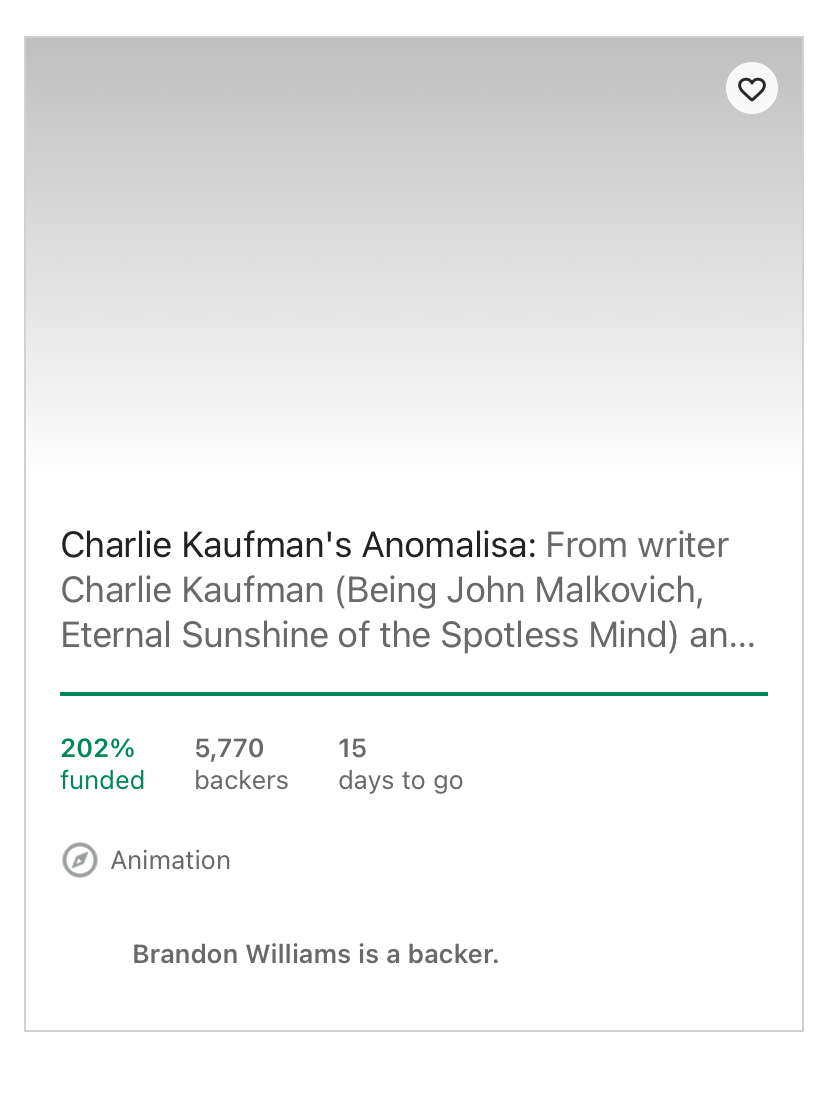 Charlie Kaufman's Anomalisa: From writer
Charlie Kaufman (Being John Malkovich,
Eternal Sunshine of the Spotless Mind) an...
202% 5,770 15
funded backers days to go
Animation
Brandon Williams is a backer.